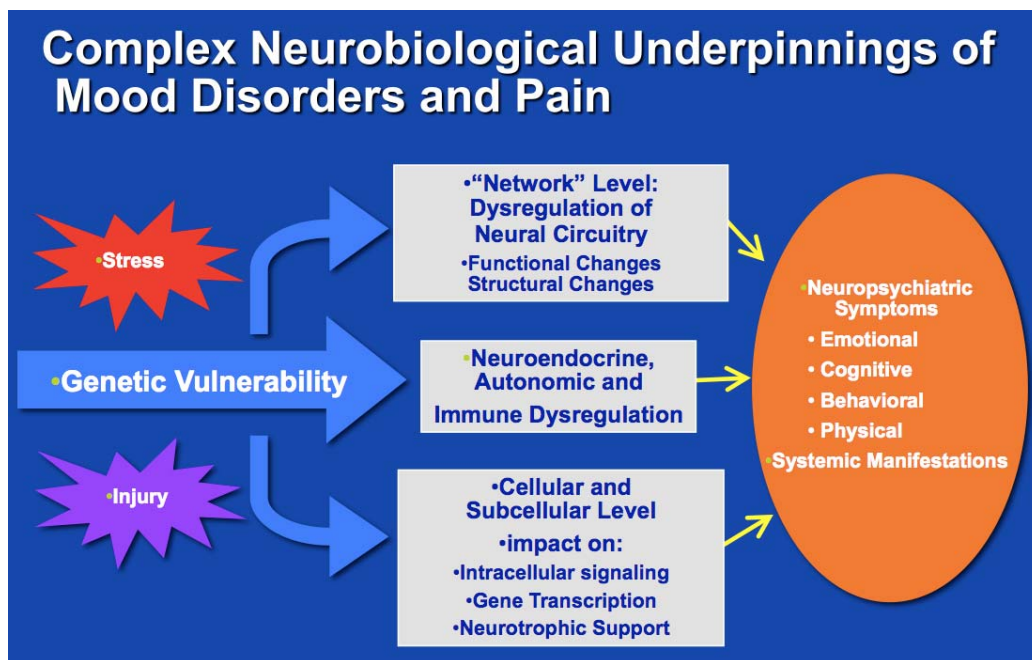 Complex Neurobiological Underpinnings of
Mood Disorders and Pain
•Stress
•Genetic Vulnerability
•Injury
•“Network” Level:
Dysregulation of
Neural Circuitry
•Functional Changes
Structural Changes
•Neuroendocrine,
Autonomic and
Immune Dysregulation
•Cellular and
Subcellular Level
•impact on:
•Intracellular signaling
•Gene Transcription
•Neurotrophic Support
•Neuropsychiatric
Symptoms
• Emotional
• Cognitive
• Behavioral
• Physical
•Systemic Manifestations